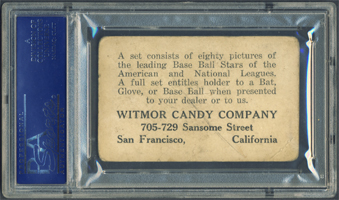 A set consists of eighty pictures of
the leading Base Ball Stars of the
American and National Leagues,
A full set entitles holder to a Bat,
Glove, or Base Ball when presented
to your dealer or to us.
WITMOR CANDY COMPANY
705-729 Sansome Street
San Francisco, California
PSA